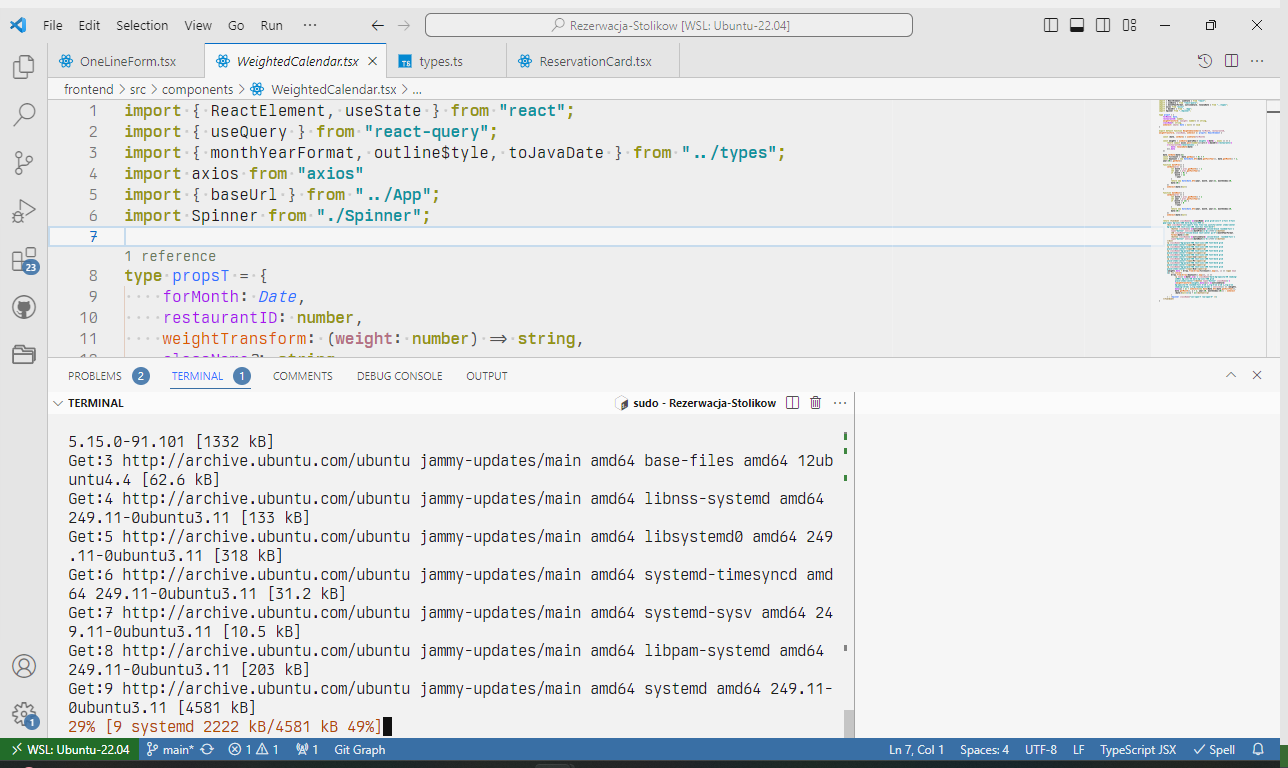 File Edit Selection View Go Run ··· Rezerwacja-Stolikow [WSL: Ubuntu-22.04]
OneLineForm.tsx WeightedCalendar.tsx types.ts ReservationCard.tsx
frontend > src > components > WeightedCalendar.tsx > ...
1 import { ReactElement, useState } from "react";
2 import { useQuery } from "react-query";
3 import { monthYearFormat, outline$tyle, toJavaDate } from "../types";
4 import axios from "axios"
5 import { baseUrl } from "../App";
6 import Spinner from "./Spinner";
7
1 reference
8 type propsT = {
9 forMonth: Date,
10 restaurantID: number,
11 weightTransform: (weight: number) => string,
12 className?: string
23
PROBLEMS 2 TERMINAL 1 COMMENTS DEBUG CONSOLE OUTPUT
TERMINAL sudo - Rezerwacja-Stolikow
5.15.0-91.101 [1332 kB]
Get:3 http://archive.ubuntu.com/ubuntu jammy-updates/main amd64 base-files amd64 12ub
untu4.4 [62.6 kB]
Get:4 http://archive.ubuntu.com/ubuntu jammy-updates/main amd64 libnss-systemd amd64
249.11-0ubuntu3.11 [133 kB]
Get:5 http://archive.ubuntu.com/ubuntu jammy-updates/main amd64 libsystemd0 amd64 249
.11-0ubuntu3.11 [318 kB]
Get:6 http://archive.ubuntu.com/ubuntu jammy-updates/main amd64 systemd-timesyncd amd
64 249.11-0ubuntu3.11 [31.2 kB]
Get:7 http://archive.ubuntu.com/ubuntu jammy-updates/main amd64 systemd-sysv amd64 24
9.11-0ubuntu3.11 [10.5 kB]
Get:8 http://archive.ubuntu.com/ubuntu jammy-updates/main amd64 libpam-systemd amd64
249.11-0ubuntu3.11 [203 kB]
Get:9 http://archive.ubuntu.com/ubuntu jammy-updates/main amd64 systemd amd64 249.11-
0ubuntu3.11 [4581 kB]
29% [9 systemd 2222 kB/4581 kB 49%]
1
WSL: Ubuntu-22.04 main* 1 1 1 Git Graph Ln 7, Col 1 Spaces: 4 UTF-8 LF TypeScript JSX Spell